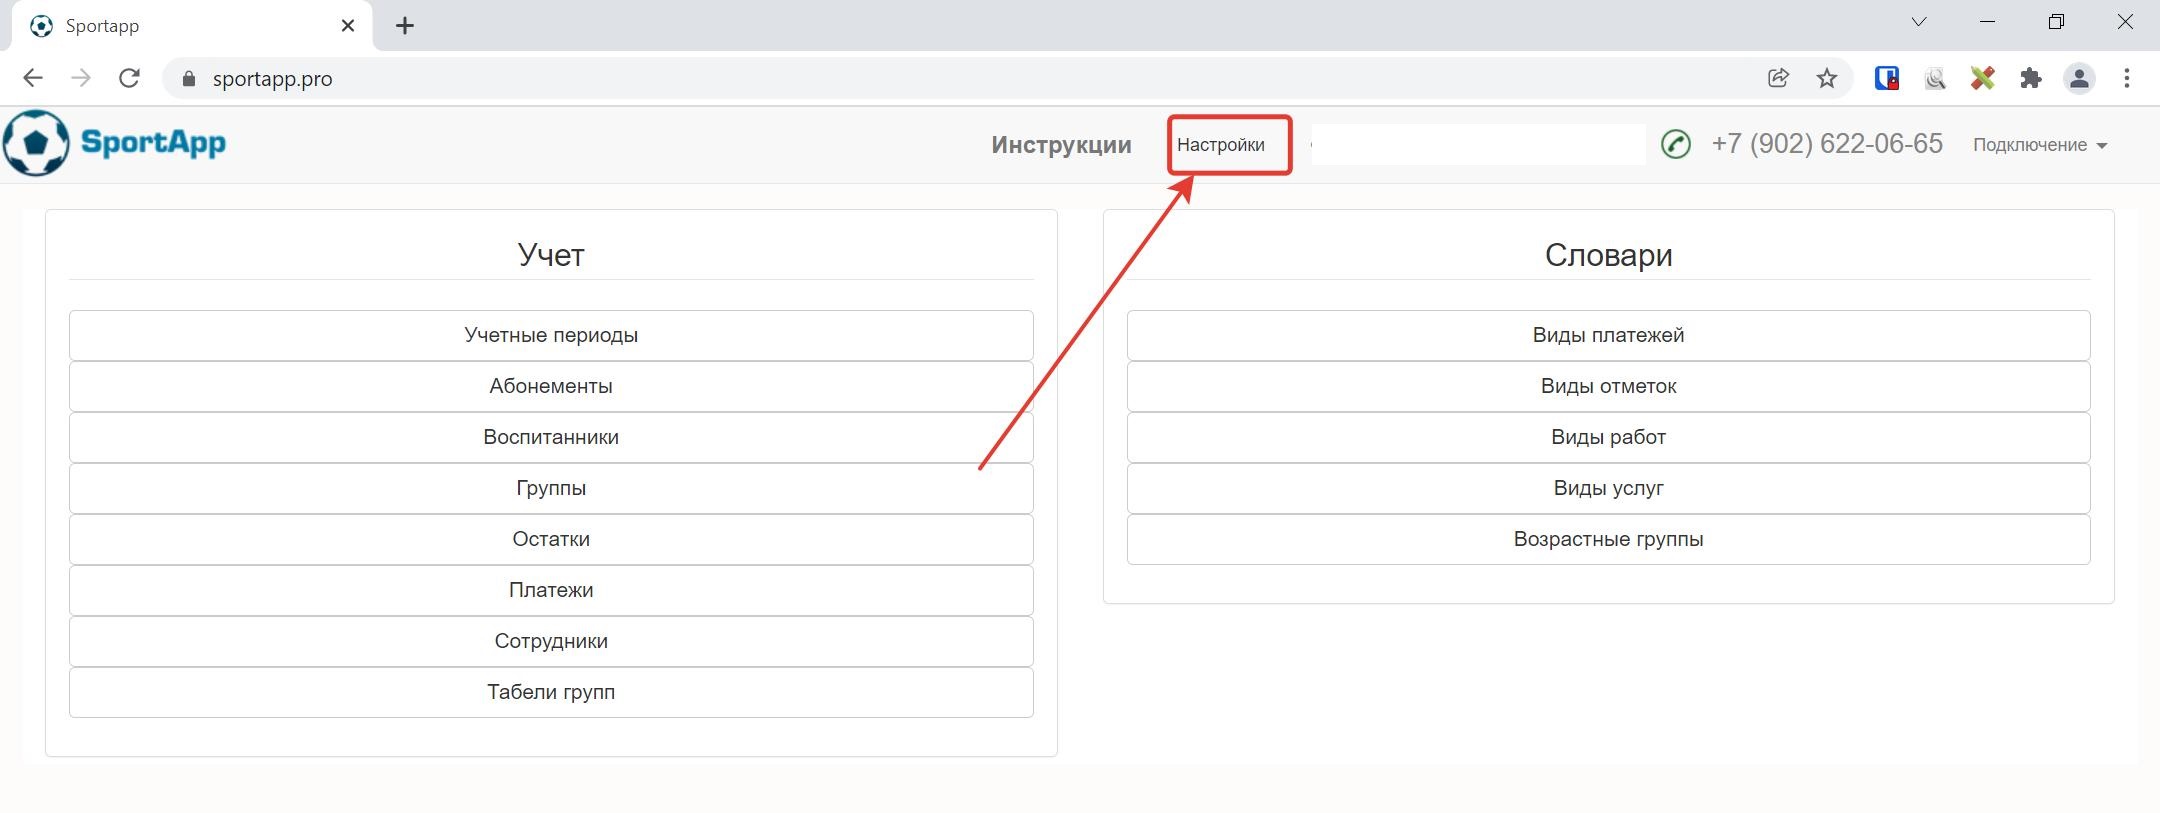 Sportapp
sportapp.pro
SportApp
Инструкции
Настройки
+7 (902) 622-06-65
Подключение
Учет
Учетные периоды
Абонементы
Воспитанники
Группы
Остатки
Платежи
Сотрудники
Табели групп
Словари
Виды платежей
Виды отметок
Виды работ
Виды услуг
Возрастные группы